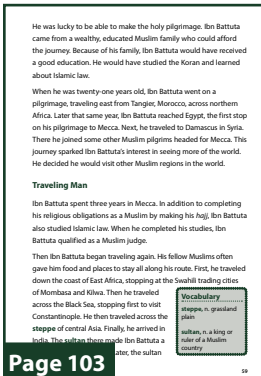 He was lucky to be able to make the holy pilgrimage. Ibn Battuta
came from a wealthy, educated Muslim family who could afford
the journey. Because of his family, Ibn Battuta would have received
a good education. He would have studied the Koran and learned
about Islamic law.
When he was twenty-one years old, Ibn Battuta went on a
pilgrimage, traveling east from Tangier, Morocco, across northern
Africa. Later that same year, Ibn Battuta reached Egypt, the first stop
on his pilgrimage to Mecca. Next, he traveled to Damascus in Syria.
There he joined some other Muslim pilgrims headed for Mecca. This
journey sparked Ibn Battuta's interest in seeing more of the world.
He decided he would visit other Muslim regions in the world.
Traveling Man
Ibn Battuta spent three years in Mecca. In addition to completing
his religious obligations as a Muslim by making his hajj, Ibn Battuta
also studied Islamic law. When he completed his studies, Ibn
Battuta qualified as a Muslim judge.
Then Ibn Battuta began traveling again. His fellow Muslims often
gave him food and places to stay all along his route. First, he traveled
down the coast of East Africa, stopping at the Swahili trading cities
of Mombasa and Kilwa. Then he traveled
across the Black Sea, stopping first to visit
Constantinople. He then traveled across the
steppe of central Asia. Finally, he arrived in
India. The sultan there made Ibn Battuta a
ater, the sultan
Vocabulary
steppe, n. grassland
plain
sultan, n. a king or
ruler of a Muslim
country
Page 103
59